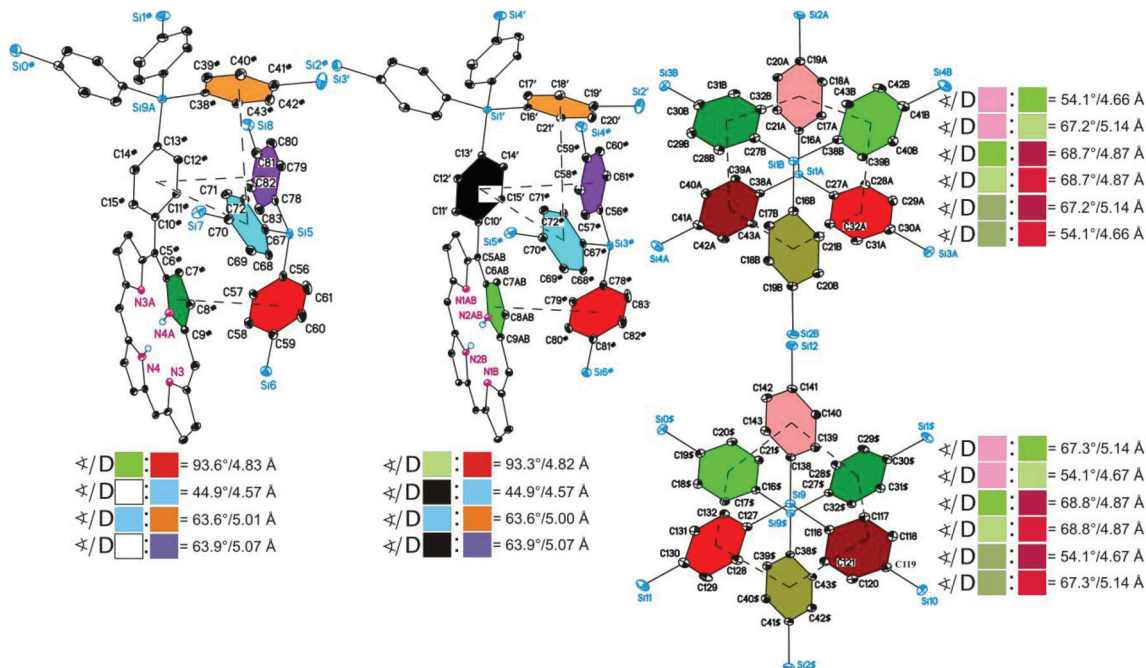 Si1*
Si0*
C40*
C39*
C41*
Si2*
Si9A
C38*
C43*
C42*
Si8
C13*
C80
C14*
C12*
C81
C79
C82
C71
C15*
C11*
C72
C78
C10*
Si7
C70
C83
C67
Si5
C5*
C69
C68
C6*
C7*
C56
N3A
C57
C61
C8*
N4A
C58
C60
C9*
C59
N4
N3
Si6
∢/D : = 93.6°/4.83 Å
∢/D : = 44.9°/4.57 Å
∢/D : = 63.6°/5.01 Å
∢/D : = 63.9°/5.07 Å
Si4'
Si3'
C17'
C18'
C19'
Si2'
Si1'
C16'
C21'
C20'
Si4*
C13'
C14'
C59*
C60*
C12'
C58*
C61*
C15'
C71*
C11'
C72*
C56*
C10'
Si5*
C57*
C70*
C67*
Si3*
C5AB
C69*
C68*
C6AB
C7AB
C78*
N1AB
C79*
C83*
N2AB
C8AB
C80*
C82*
C9AB
C81*
N2B
N1B
Si6*
∢/D : = 93.3°/4.82 Å
∢/D : = 44.9°/4.57 Å
∢/D : = 63.6°/5.00 Å
∢/D : = 63.9°/5.07 Å
Si2A
C19A
C20A
C18A
Si3B
C31B
C32B
C43B
C42B
Si4B
C30B
C21A
C17A
C41B
C16A
C29B
C27B
C38B
C40B
C28B
Si1B
C39B
C39A
Si1A
C28A
C40A
C38A
C27A
C29A
C16B
C17B
C41A
C43A
C32A
C30A
C42A
C21B
C31A
Si4A
C18B
Si3A
C20B
C19B
Si2B
∢/D : = 54.1°/4.66 Å
∢/D : = 67.2°/5.14 Å
∢/D : = 68.7°/4.87 Å
∢/D : = 68.7°/4.87 Å
∢/D : = 67.2°/5.14 Å
∢/D : = 54.1°/4.66 Å
Si12
C142
C141
C143
C140
Si0$
C20$
C139
C29$
Si1$
C19$
C21$
C138
C28$
C30$
C18$
C16$
C27$
C31$
C17$
Si9
C32$
C132
C127
Si9$
C117
C131
C116
C118
C39$
C38$
C130
C128
C121
C119
C129
C43$
C120
C40$
C42$
Si11
C41$
Si10
Si2$
∢/D : = 67.3°/5.14 Å
∢/D : = 54.1°/4.67 Å
∢/D : = 68.8°/4.87 Å
∢/D : = 68.8°/4.87 Å
∢/D : = 54.1°/4.67 Å
∢/D : = 67.3°/5.14 Å